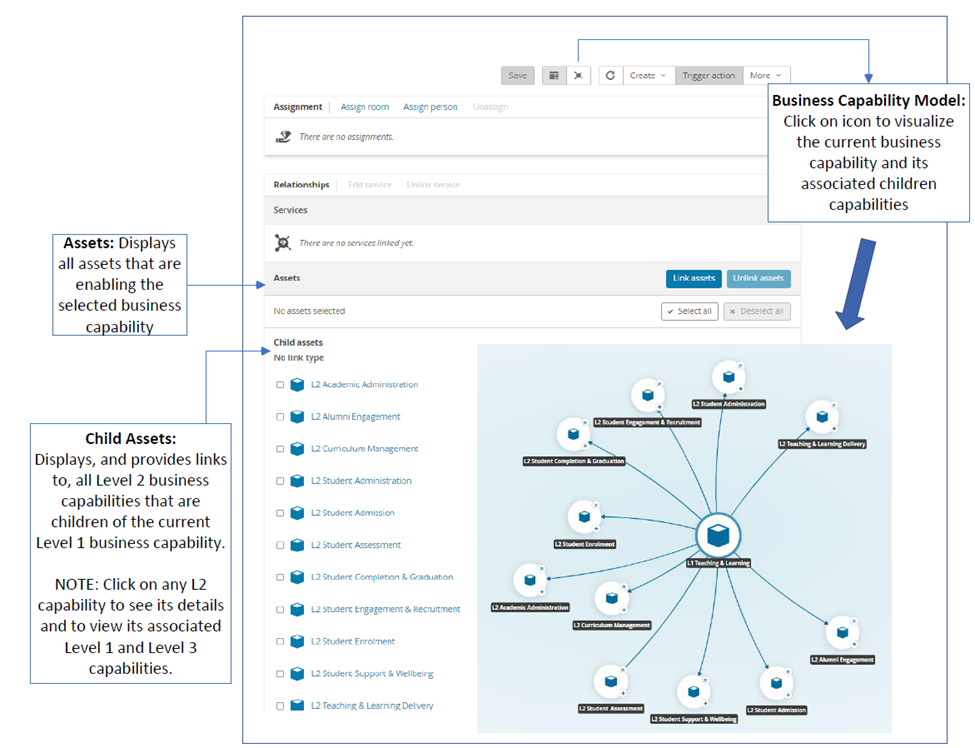 Save
Create
Trigger action
More
Business Capability Model:
Click on icon to visualize
the current business
capability and its
associated children
capabilities
Assignment
Assign room
Assign person
Unassign
There are no assignments.
Relationships
Edit service
Unlink service
Services
There are no services linked yet.
Assets: Displays
all assets that are
enabling the
selected business
capability
Assets
Link assets
Unlink assets
No assets selected
Select all
Deselect all
Child assets
No link type
L2 Academic Administration
L2 Alumni Engagement
L2 Curriculum Management
L2 Student Administration
L2 Student Admission
L2 Student Assessment
L2 Student Completion & Graduation
L2 Student Engagement & Recruitment
L2 Student Enrolment
L2 Student Support & Wellbeing
L2 Teaching & Learning Delivery
Child Assets:
Displays, and provides links
to, all Level 2 business
capabilities that are
children of the current
Level 1 business capability.
NOTE: Click on any L2
capability to see its details
and to view its associated
Level 1 and Level 3
capabilities.
L2 Student Administration
L2 Student Engagement & Recruitment
L2 Teaching & Learning Delivery
L2 Student Completion & Graduation
L2 Student Enrolment
L1 Teaching & Learning
L2 Academic Administration
L2 Curriculum Management
L2 Alumni Engagement
L2 Student Assessment
L2 Student Admission
L2 Student Support & Wellbeing